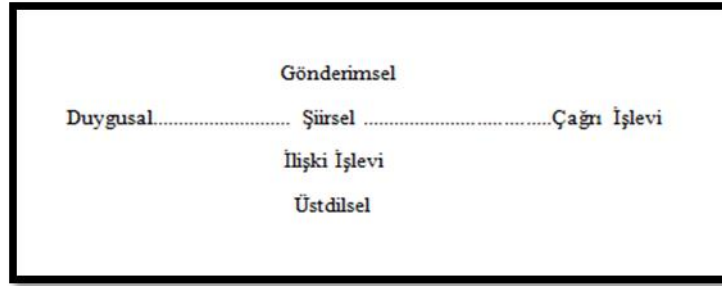 Gönderimsel
Duygusal........................... Şiirsel .....................................Çağrı İşlevi
İlişki İşlevi
Üstdilsel